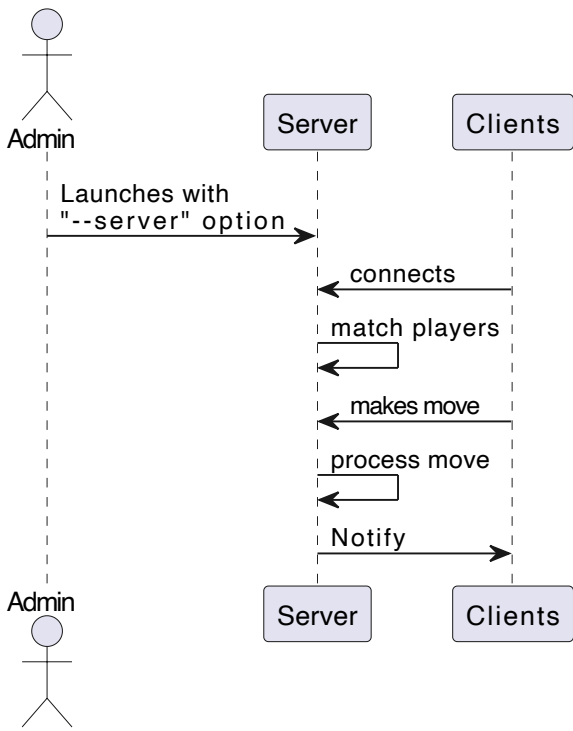 Admin
Server
Clients
Launches with
"--server" option
connects
match players
makes move
process move
Notify
Admin
Server
Clients